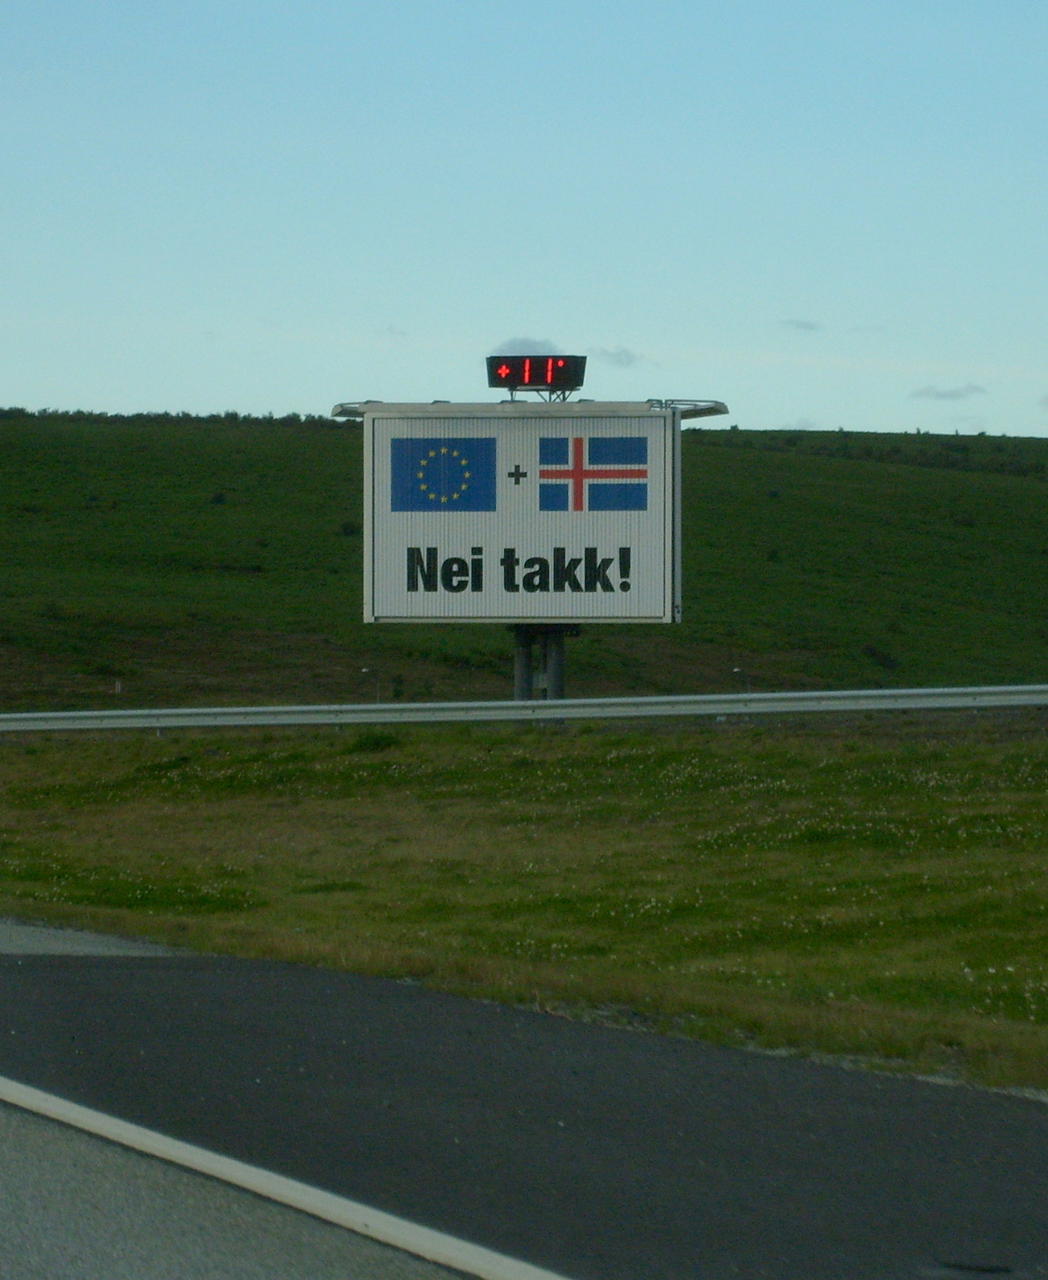 +11°
+
Nei takk!